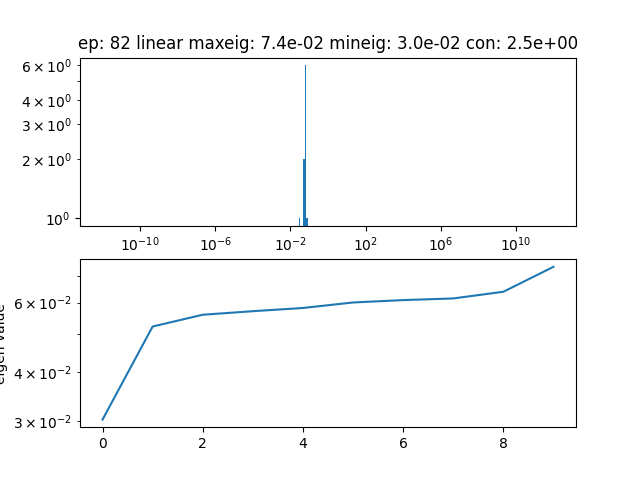 ep: 82 linear maxeig: 7.4e-02 mineig: 3.0e-02 con: 2.5e+00
6 × 10⁰
4 × 10⁰
3 × 10⁰
2 × 10⁰
10⁰
10⁻¹⁰ 10⁻⁶ 10⁻² 10² 10⁶ 10¹⁰
eigen value
6 × 10⁻²
4 × 10⁻²
3 × 10⁻²
0 2 4 6 8